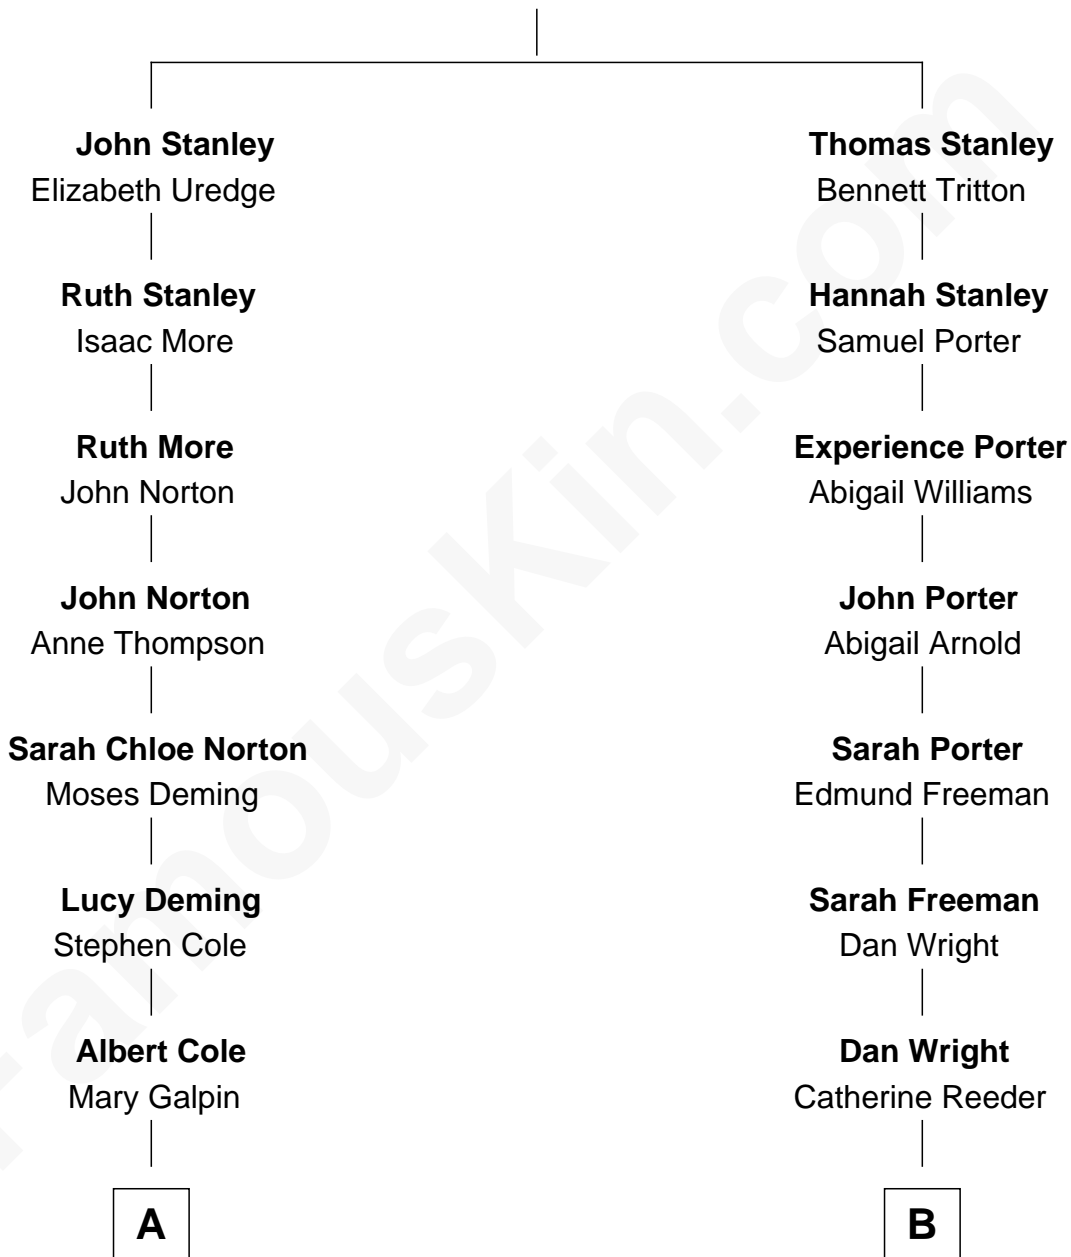 John Stanley
Elizabeth Uredge
Ruth Stanley
Isaac More
Ruth More
John Norton
John Norton
Anne Thompson
Sarah Chloe Norton
Moses Deming
Lucy Deming
Stephen Cole
Albert Cole
Mary Galpin
A
Thomas Stanley
Bennett Tritton
Hannah Stanley
Samuel Porter
Experience Porter
Abigail Williams
John Porter
Abigail Arnold
Sarah Porter
Edmund Freeman
Sarah Freeman
Dan Wright
Dan Wright
Catherine Reeder
B
FamousKin.com